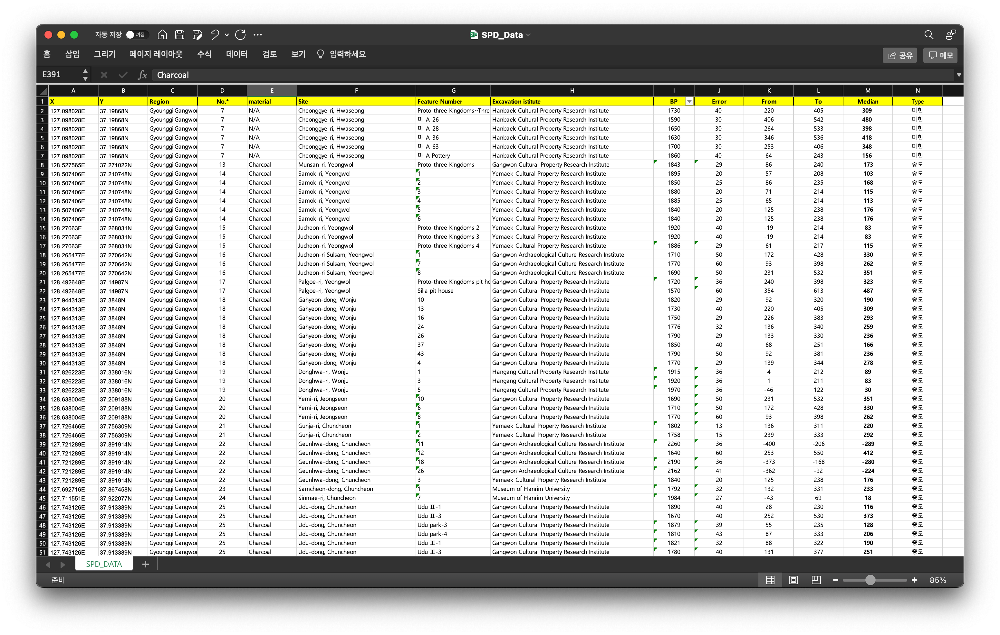 자동 저장 꺼짐 SPD_Data
홈 삽입 그리기 페이지 레이아웃 수식 데이터 검토 보기 입력하세요 공유 메모
E391 fx Charcoal
A B C D E F G H I J K L M N
1 X Y Region No.* material Site Feature Number Excavation istitute BP Error From To Median Type
2 127.098028E 37.19868N Gyounggi·Gangwor 7 N/A Cheonggye-ri, Hwaseong Proto-three Kingdoms~Three Hanbaek Cultural Property Research Institute 1730 40 220 405 309 마한
3 127.098028E 37.19868N Gyounggi·Gangwor 7 N/A Cheonggye-ri, Hwaseong 마-A-26 Hanbaek Cultural Property Research Institute 1590 30 406 542 480 마한
4 127.098028E 37.19868N Gyounggi·Gangwor 7 N/A Cheonggye-ri, Hwaseong 마-A-28 Hanbaek Cultural Property Research Institute 1650 30 264 533 398 마한
5 127.098028E 37.19868N Gyounggi·Gangwor 7 N/A Cheonggye-ri, Hwaseong 마-A-36 Hanbaek Cultural Property Research Institute 1630 30 346 536 418 마한
6 127.098028E 37.19868N Gyounggi·Gangwor 7 N/A Cheonggye-ri, Hwaseong 마-A-63 Hanbaek Cultural Property Research Institute 1700 30 253 406 348 마한
7 127.098028E 37.19868N Gyounggi·Gangwor 7 N/A Cheonggye-ri, Hwaseong 마-A Pottery Hanbaek Cultural Property Research Institute 1860 40 64 243 156 마한
8 128.527565E 37.271022N Gyounggi·Gangwor 13 Charcoal Munsan-ri, Yeongwol Proto-three Kingdoms Gangwon Cultural Property Research Institute 1843 29 86 240 173 중도
9 128.507406E 37.210748N Gyounggi·Gangwor 14 Charcoal Samok-ri, Yeongwol 1 Yemaek Cultural Property Research Institute 1895 20 57 208 103 중도
10 128.507406E 37.210748N Gyounggi·Gangwor 14 Charcoal Samok-ri, Yeongwol 2 Yemaek Cultural Property Research Institute 1850 25 86 235 168 중도
11 128.507406E 37.210748N Gyounggi·Gangwor 14 Charcoal Samok-ri, Yeongwol 3 Yemaek Cultural Property Research Institute 1880 20 71 214 115 중도
12 128.507406E 37.210748N Gyounggi·Gangwor 14 Charcoal Samok-ri, Yeongwol 4 Yemaek Cultural Property Research Institute 1885 25 65 214 113 중도
13 128.507406E 37.210748N Gyounggi·Gangwor 14 Charcoal Samok-ri, Yeongwol 5 Yemaek Cultural Property Research Institute 1840 20 125 238 176 중도
14 128.507406E 37.210748N Gyounggi·Gangwor 14 Charcoal Samok-ri, Yeongwol 6 Yemaek Cultural Property Research Institute 1840 20 125 238 176 중도
15 128.27063E 37.268031N Gyounggi·Gangwor 15 Charcoal Jucheon-ri, Yeongwol Proto-three Kingdoms 2 Yemaek Cultural Property Research Institute 1920 40 -19 214 83 중도
16 128.27063E 37.268031N Gyounggi·Gangwor 15 Charcoal Jucheon-ri, Yeongwol Proto-three Kingdoms 3 Yemaek Cultural Property Research Institute 1920 40 -19 214 83 중도
17 128.27063E 37.268031N Gyounggi·Gangwor 15 Charcoal Jucheon-ri, Yeongwol Proto-three Kingdoms 4 Yemaek Cultural Property Research Institute 1886 29 61 217 115 중도
18 128.265477E 37.270642N Gyounggi·Gangwor 16 Charcoal Jucheon-ri Sulsam, Yeongwol 1 Gangwon Archaeological Culture Research Institute 1710 50 172 428 330 중도
19 128.265477E 37.270642N Gyounggi·Gangwor 16 Charcoal Jucheon-ri Sulsam, Yeongwol 7 Gangwon Archaeological Culture Research Institute 1770 60 93 398 262 중도
20 128.265477E 37.270642N Gyounggi·Gangwor 16 Charcoal Jucheon-ri Sulsam, Yeongwol 8 Gangwon Archaeological Culture Research Institute 1690 50 231 532 351 중도
21 128.492648E 37.14987N Gyounggi·Gangwor 17 Charcoal Palgoe-ri, Yeongwol Proto-three Kingdoms pit ho Gangwon Cultural Property Research Institute 1720 36 240 398 323 중도
22 128.492648E 37.14987N Gyounggi·Gangwor 17 Charcoal Palgoe-ri, Yeongwol Silla pit house Gangwon Cultural Property Research Institute 1570 60 354 613 487 중도
23 127.944313E 37.3848N Gyounggi·Gangwor 18 Charcoal Gahyeon-dong, Wonju 10 Gangwon Cultural Property Research Institute 1820 29 92 320 190 중도
24 127.944313E 37.3848N Gyounggi·Gangwor 18 Charcoal Gahyeon-dong, Wonju 13 Gangwon Cultural Property Research Institute 1730 40 220 405 309 중도
25 127.944313E 37.3848N Gyounggi·Gangwor 18 Charcoal Gahyeon-dong, Wonju 16 Gangwon Cultural Property Research Institute 1750 29 226 383 293 중도
26 127.944313E 37.3848N Gyounggi·Gangwor 18 Charcoal Gahyeon-dong, Wonju 24 Gangwon Cultural Property Research Institute 1776 32 136 340 259 중도
27 127.944313E 37.3848N Gyounggi·Gangwor 18 Charcoal Gahyeon-dong, Wonju 26 Gangwon Cultural Property Research Institute 1790 29 133 330 236 중도
28 127.944313E 37.3848N Gyounggi·Gangwor 18 Charcoal Gahyeon-dong, Wonju 37 Gangwon Cultural Property Research Institute 1850 40 68 251 166 중도
29 127.944313E 37.3848N Gyounggi·Gangwor 18 Charcoal Gahyeon-dong, Wonju 43 Gangwon Cultural Property Research Institute 1790 50 92 381 236 중도
30 127.944313E 37.3848N Gyounggi·Gangwor 18 Charcoal Gahyeon-dong, Wonju 4 Gangwon Cultural Property Research Institute 1770 29 139 344 278 중도
31 127.826223E 37.338016N Gyounggi·Gangwor 19 Charcoal Donghwa-ri, Wonju 1 Hangang Cultural Property Research Institute 1915 36 4 212 89 중도
32 127.826223E 37.338016N Gyounggi·Gangwor 19 Charcoal Donghwa-ri, Wonju 3 Hangang Cultural Property Research Institute 1920 36 1 211 83 중도
33 127.826223E 37.338016N Gyounggi·Gangwor 19 Charcoal Donghwa-ri, Wonju 5 Hangang Cultural Property Research Institute 1970 36 -46 122 30 중도
34 128.638004E 37.209188N Gyounggi·Gangwor 20 Charcoal Yemi-ri, Jeongseon 10 Gangwon Cultural Property Research Institute 1690 50 231 532 351 중도
35 128.638004E 37.209188N Gyounggi·Gangwor 20 Charcoal Yemi-ri, Jeongseon 6 Gangwon Cultural Property Research Institute 1710 50 172 428 330 중도
36 128.638004E 37.209188N Gyounggi·Gangwor 20 Charcoal Yemi-ri, Jeongseon 8 Gangwon Cultural Property Research Institute 1770 60 93 398 262 중도
37 127.726466E 37.756309N Gyounggi·Gangwor 21 Charcoal Gunja-ri, Chuncheon 1 Yemaek Cultural Property Research Institute 1802 13 136 311 220 중도
38 127.726466E 37.756309N Gyounggi·Gangwor 21 Charcoal Gunja-ri, Chuncheon 2 Yemaek Cultural Property Research Institute 1758 15 239 333 292 중도
39 127.721289E 37.891914N Gyounggi·Gangwor 22 Charcoal Geunhwa-dong, Chuncheon 11 Gangwon Archaeological Culture Research Institute 2260 36 -400 -206 -289 중도
40 127.721289E 37.891914N Gyounggi·Gangwor 22 Charcoal Geunhwa-dong, Chuncheon 12 Gangwon Archaeological Culture Research Institute 1640 60 253 550 412 중도
41 127.721289E 37.891914N Gyounggi·Gangwor 22 Charcoal Geunhwa-dong, Chuncheon 18 Gangwon Archaeological Culture Research Institute 2190 36 -373 -168 -280 중도
42 127.721289E 37.891914N Gyounggi·Gangwor 22 Charcoal Geunhwa-dong, Chuncheon 26 Gangwon Archaeological Culture Research Institute 2162 41 -362 -92 -224 중도
43 127.721289E 37.891914N Gyounggi·Gangwor 22 Charcoal Geunhwa-dong, Chuncheon 3 Yemaek Cultural Property Research Institute 1840 20 125 238 176 중도
44 127.692716E 37.867458N Gyounggi·Gangwor 23 Charcoal Samcheon-dong, Chuncheon 1 Museum of Hanrim University 1792 32 132 331 233 중도
45 127.711551E 37.922077N Gyounggi·Gangwor 24 Charcoal Sinmae-ri, Chuncheon 7 Museum of Hanrim University 1984 27 -43 69 18 중도
46 127.743126E 37.913389N Gyounggi·Gangwor 25 Charcoal Udu-dong, Chuncheon Udu Ⅱ-1 Gangwon Cultural Property Research Institute 1890 40 28 230 116 중도
47 127.743126E 37.913389N Gyounggi·Gangwor 25 Charcoal Udu-dong, Chuncheon Udu Ⅱ-3 Gangwon Cultural Property Research Institute 1670 40 252 530 373 중도
48 127.743126E 37.913389N Gyounggi·Gangwor 25 Charcoal Udu-dong, Chuncheon Udu park-3 Gangwon Cultural Property Research Institute 1879 39 55 235 128 중도
49 127.743126E 37.913389N Gyounggi·Gangwor 25 Charcoal Udu-dong, Chuncheon Udu park-4 Gangwon Cultural Property Research Institute 1810 43 87 333 206 중도
50 127.743126E 37.913389N Gyounggi·Gangwor 25 Charcoal Udu-dong, Chuncheon Udu Ⅲ-1 Gangwon Cultural Property Research Institute 1821 32 88 322 190 중도
51 127.743126E 37.913389N Gyounggi·Gangwor 25 Charcoal Udu-dong, Chuncheon Udu Ⅲ-3 Gangwon Cultural Property Research Institute 1780 40 131 377 251 중도
SPD_DATA
준비 85%